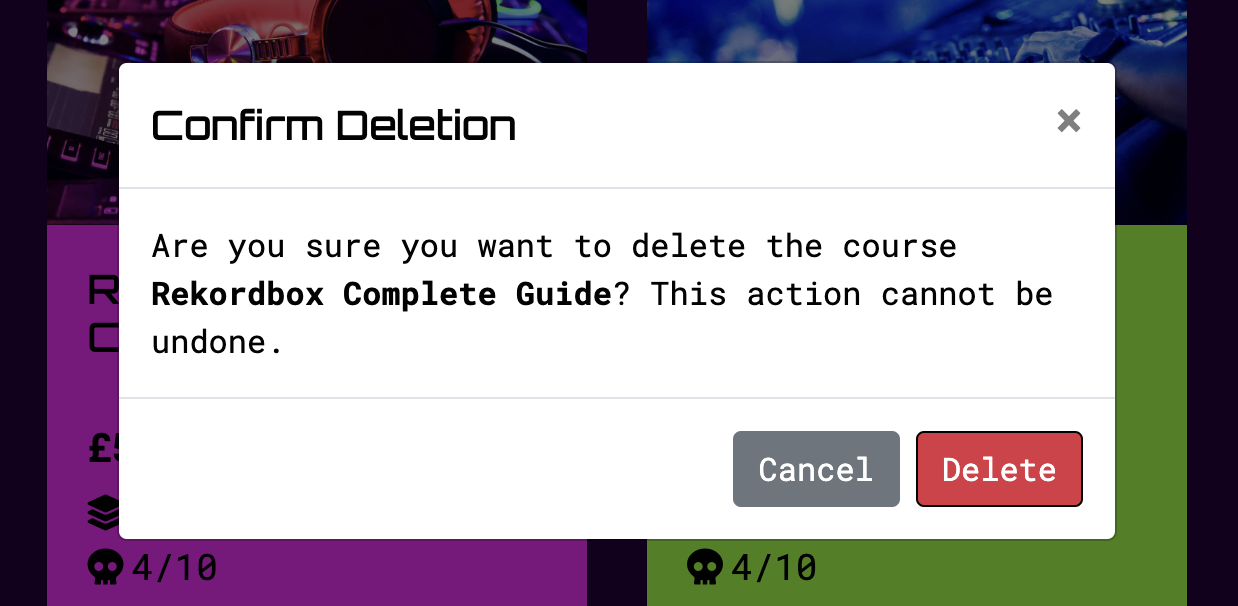 Confirm Deletion ×
Are you sure you want to delete the course
Rekordbox Complete Guide? This action cannot be
undone.
Cancel Delete
4/10 4/10